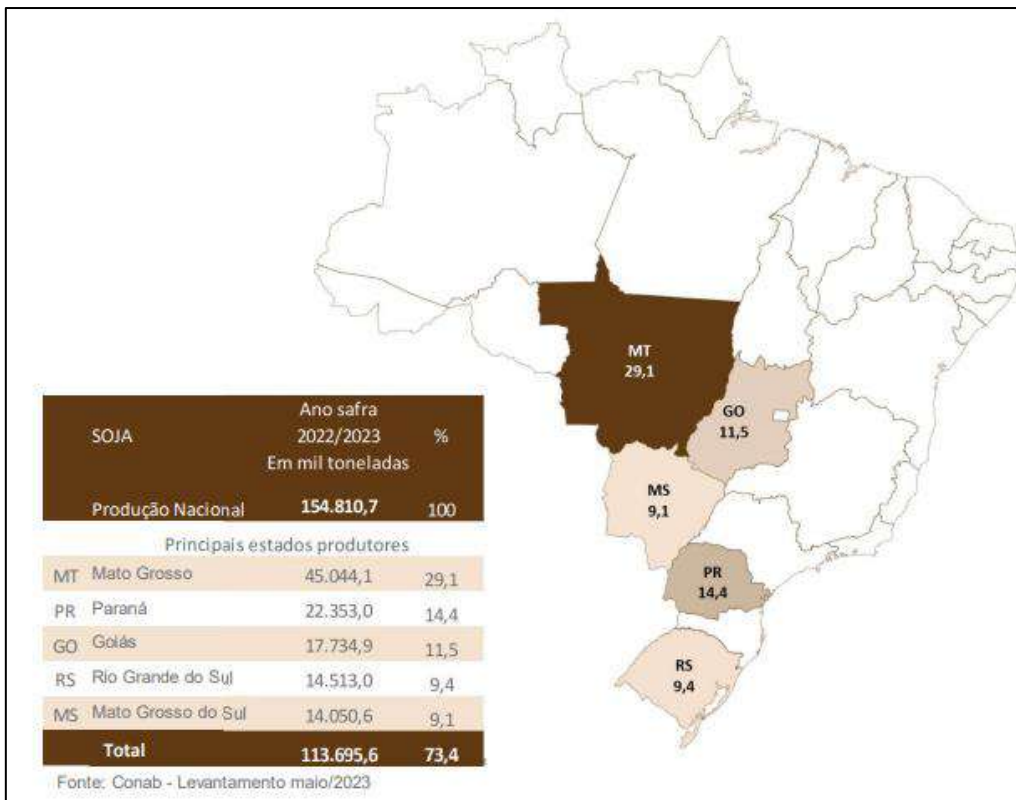 MT
29,1
GO
11,5
MS
9,1
PR
14,4
RS
9,4
SOJA Ano safra 2022/2023 Em mil toneladas %
Produção Nacional 154.810,7 100
Principais estados produtores
MT Mato Grosso 45.044,1 29,1
PR Paraná 22.353,0 14,4
GO Goiás 17.734,9 11,5
RS Rio Grande do Sul 14.513,0 9,4
MS Mato Grosso do Sul 14.050,6 9,1
Total 113.695,6 73,4
Fonte: Conab - Levantamento maio/2023